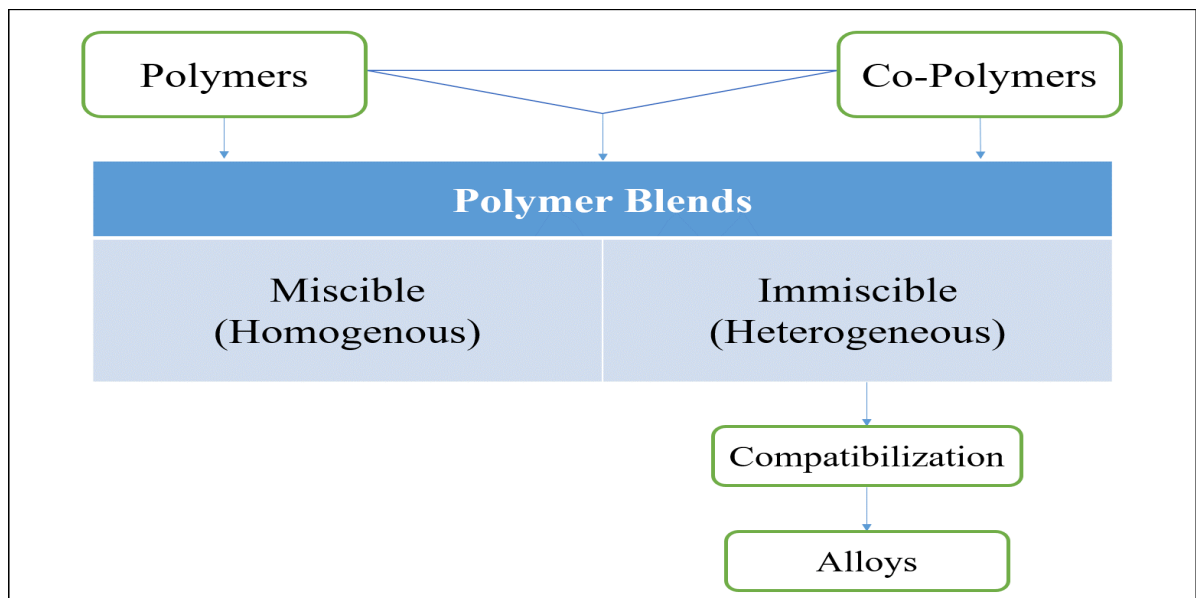 Polymers
Co-Polymers
Polymer Blends
Miscible
(Homogenous)
Immiscible
(Heterogeneous)
Compatibilization
Alloys